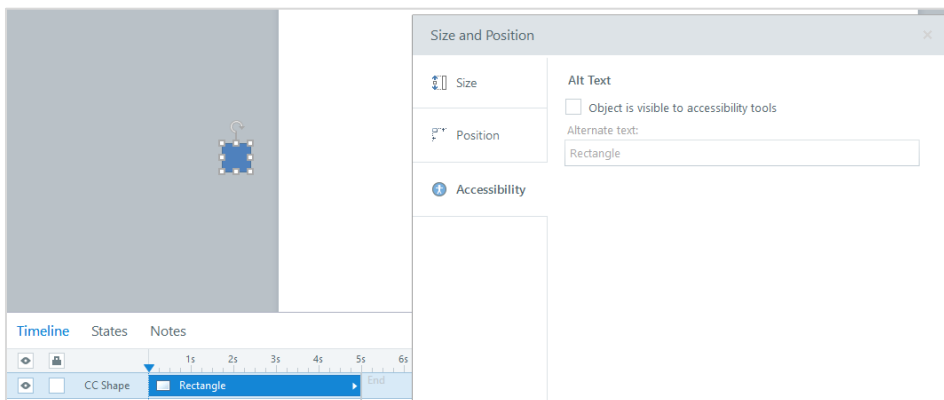 Size and Position
Size
Position
Accessibility
Alt Text
Object is visible to accessibility tools
Alternate text:
Rectangle
Timeline States Notes
1s 2s 3s 4s 5s 6s
CC Shape Rectangle End